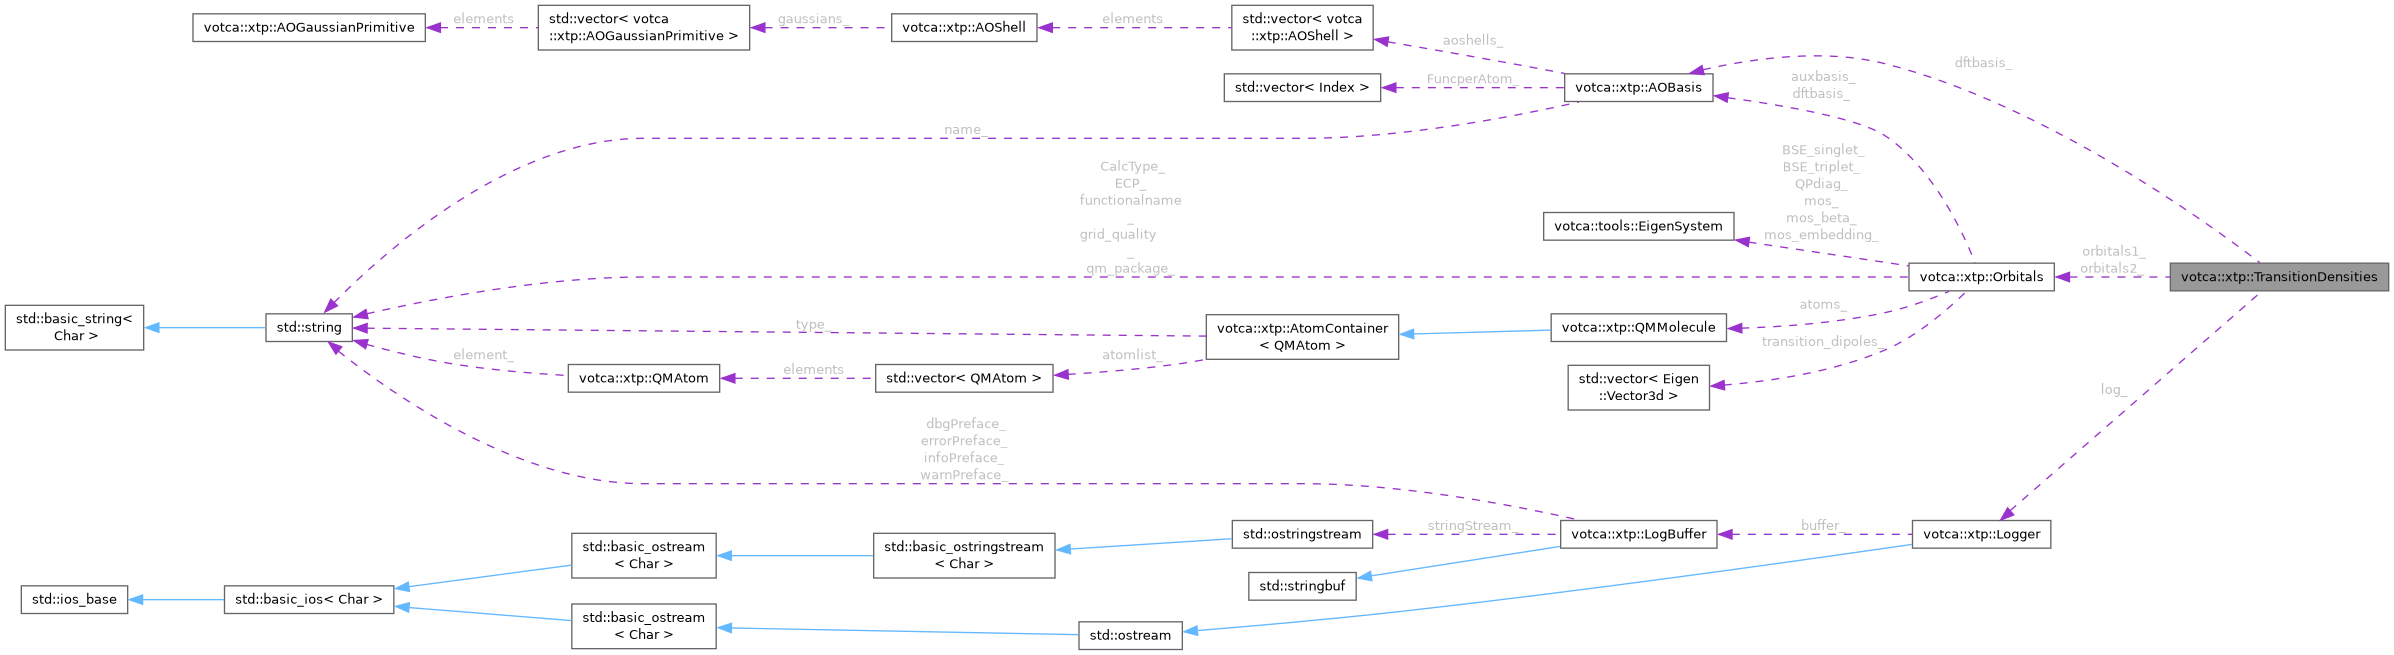 votca::xtp::AOGaussianPrimitive
elements
std::vector< votca
::xtp::AOGaussianPrimitive >
gaussians_
votca::xtp::AOShell
elements
std::vector< votca
::xtp::AOShell >
aoshells_
dftbasis_
std::vector< Index >
FuncperAtom_
votca::xtp::AOBasis
auxbasis_
dftbasis_
name_
CalcType_
ECP_
functionalname
_
grid_quality
_
qm_package_
BSE_singlet_
BSE_triplet_
QPdiag_
mos_
mos_beta_
mos_embedding_
votca::tools::EigenSystem
votca::xtp::Orbitals
orbitals1_
orbitals2_
votca::xtp::TransitionDensities
std::basic_string<
Char >
std::string
type_
votca::xtp::AtomContainer
< QMAtom >
votca::xtp::QMMolecule
atoms_
transition_dipoles_
element_
votca::xtp::QMAtom
elements
std::vector< QMAtom >
atomlist_
std::vector< Eigen
::Vector3d >
log_
dbgPreface_
errorPreface_
infoPreface_
warnPreface_
std::ostringstream
stringStream_
votca::xtp::LogBuffer
buffer_
votca::xtp::Logger
std::basic_ostream
< Char >
std::basic_ostringstream
< Char >
std::stringbuf
std::ios_base
std::basic_ios< Char >
std::basic_ostream
< Char >
std::ostream